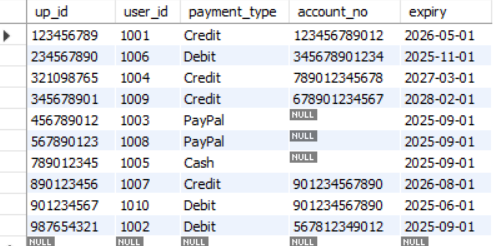 up_id user_id payment_type account_no expiry
123456789 1001 Credit 123456789012 2026-05-01
234567890 1006 Debit 345678901234 2025-11-01
321098765 1004 Credit 789012345678 2027-03-01
345678901 1009 Credit 678901234567 2028-02-01
456789012 1003 PayPal NULL 2025-09-01
567890123 1008 PayPal NULL 2025-09-01
789012345 1005 Cash NULL 2025-09-01
890123456 1007 Credit 901234567890 2026-08-01
901234567 1010 Debit 901234567890 2025-06-01
987654321 1002 Debit 567812349012 2025-09-01
NULL NULL NULL NULL NULL